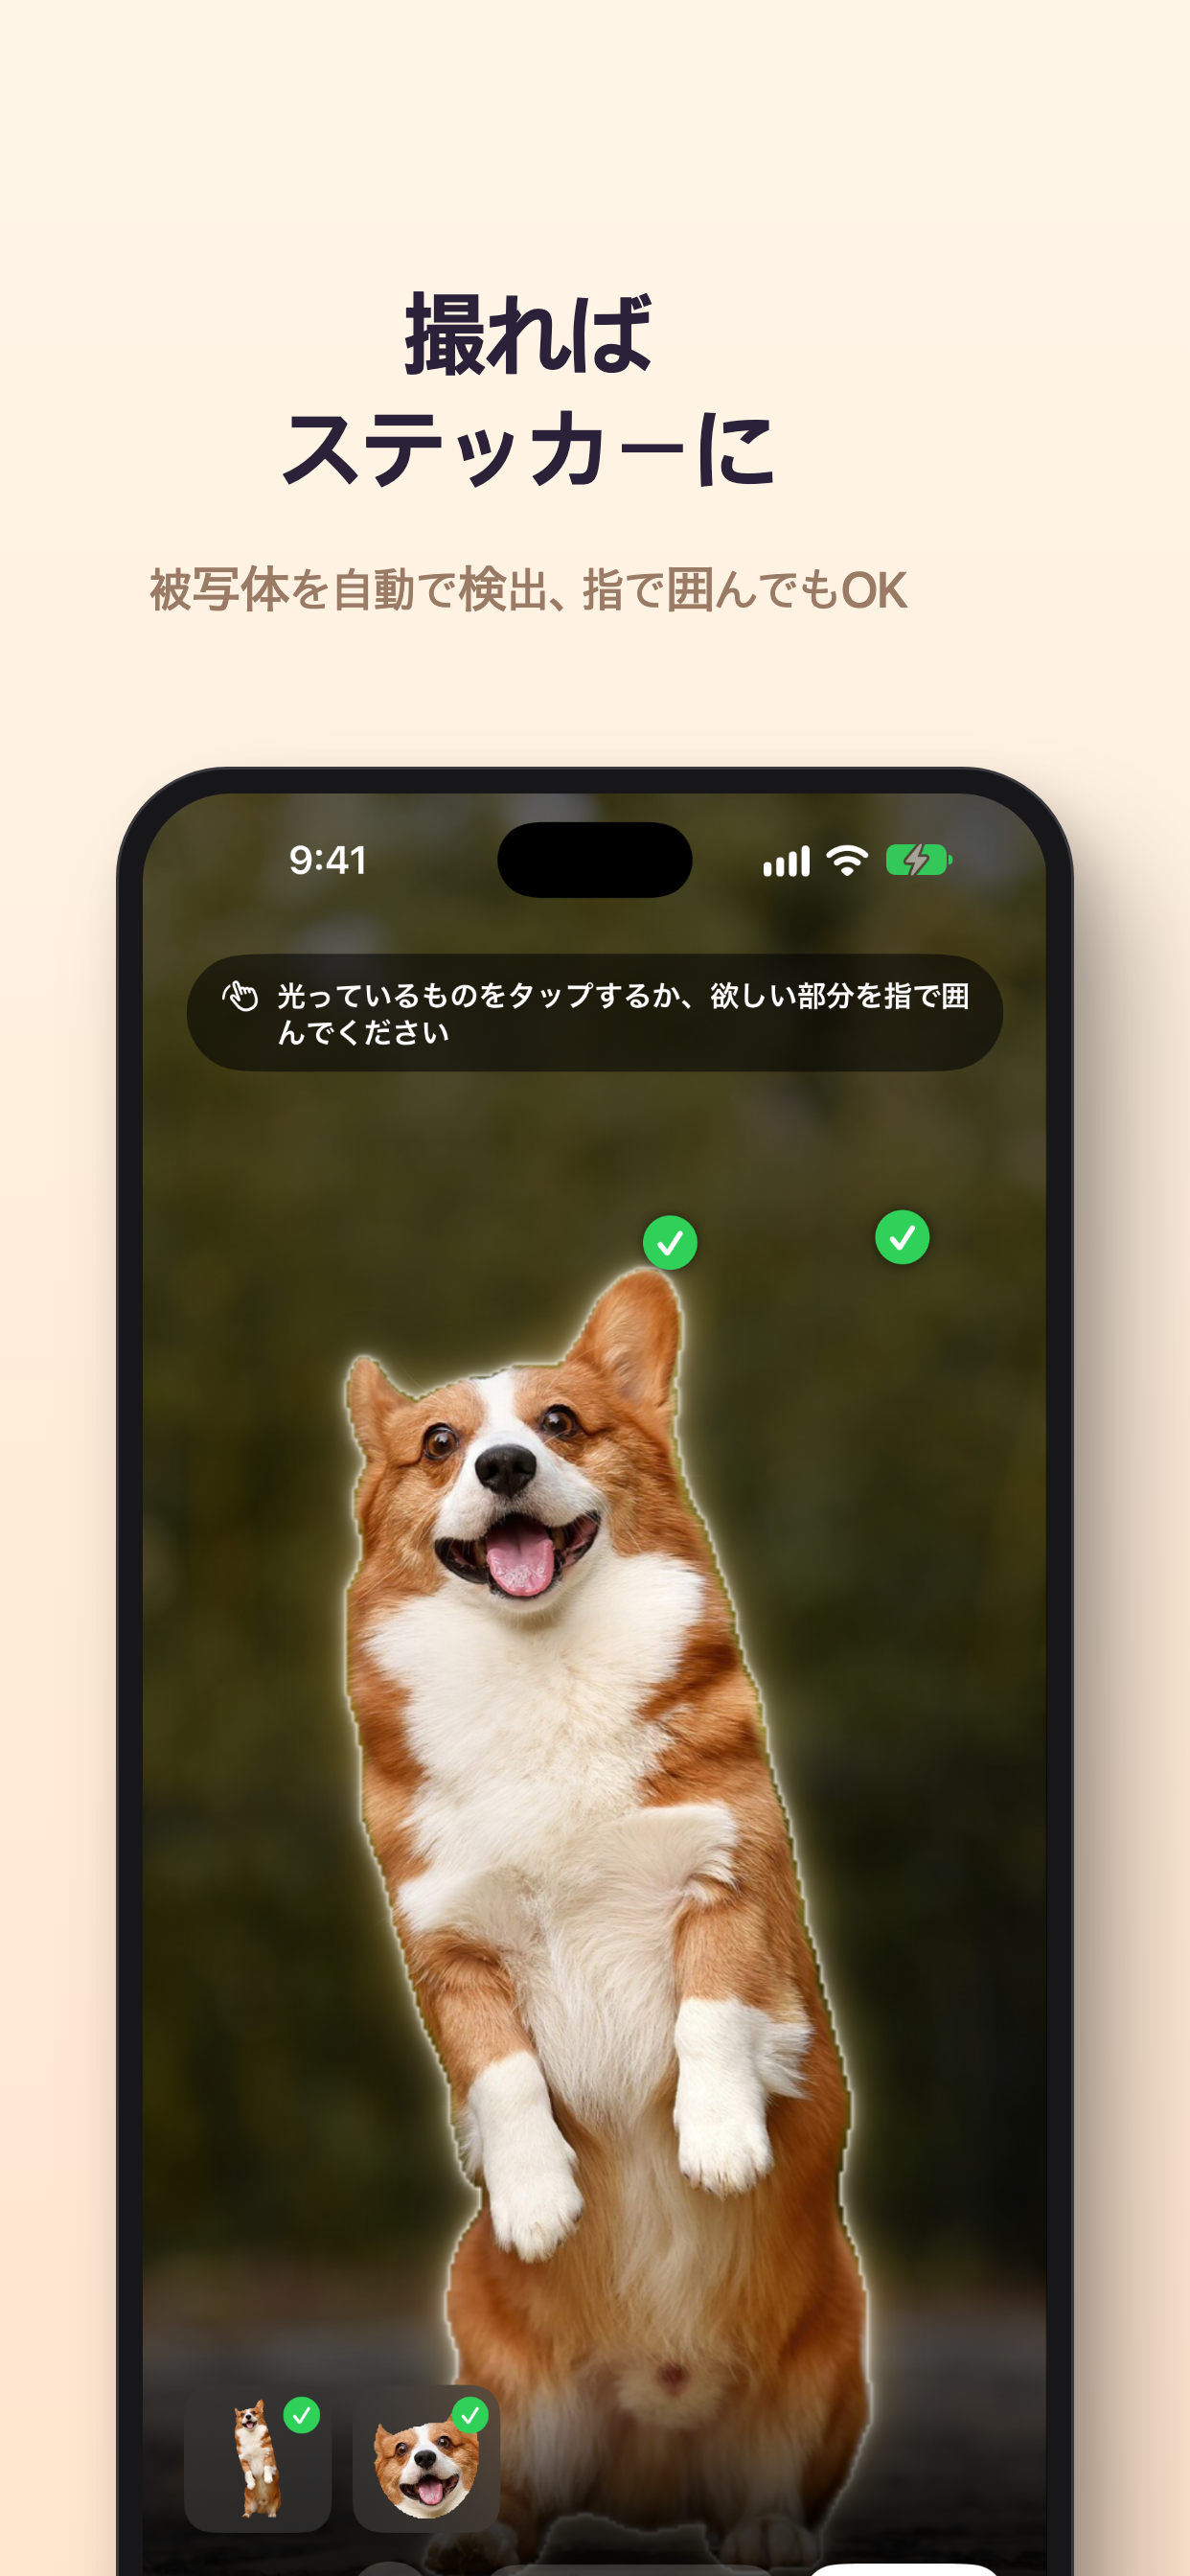 撮れば
ステッカーに
被写体を自動で検出、指で囲んでもOK
9:41
光っているものをタップするか、欲しい部分を指で囲
んでください